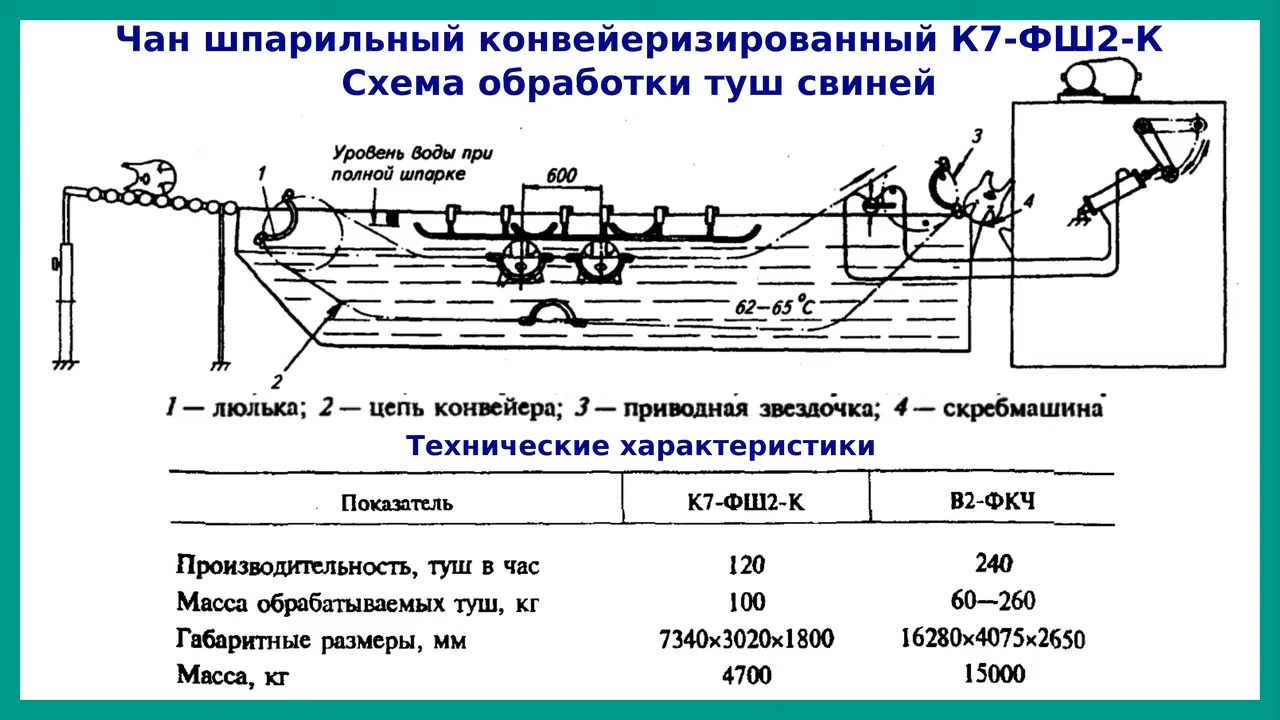 Чан шпарильный конвейеризированный К7-ФШ2-К
Схема обработки туш свиней
Уровень воды при
полной шпарке
600
1
2
3
4
62—65 °С
1 — люлька; 2 — цепь конвейера; 3 — приводная звездочка; 4 — скребмашина
Технические характеристики
Показатель К7-ФШ2-К В2-ФКЧ
Производительность, туш в час 120 240
Масса обрабатываемых туш, кг 100 60—260
Габаритные размеры, мм 7340×3020×1800 16280×4075×2650
Масса, кг 4700 15000